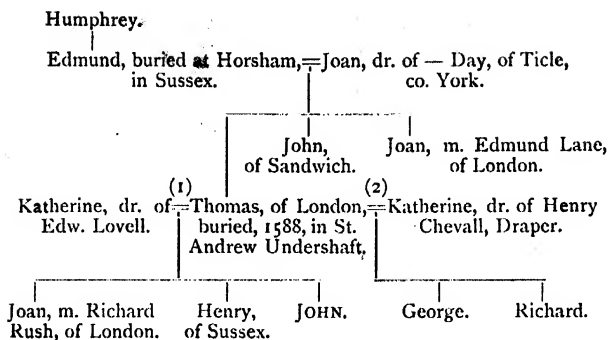 Humphrey.
Edmund, buried at Horsham,=Joan, dr. of — Day, of Ticle,
in Sussex. co. York.
John, Joan, m. Edmund Lane,
of Sandwich. of London.
(1) (2)
Katherine, dr. of=Thomas, of London,=Katherine, dr. of Henry
Edw. Lovell. buried, 1588, in St. Chevall, Draper.
Andrew Undershaft.
Joan, m. Richard Henry, JOHN. George. Richard.
Rush, of London. of Sussex.